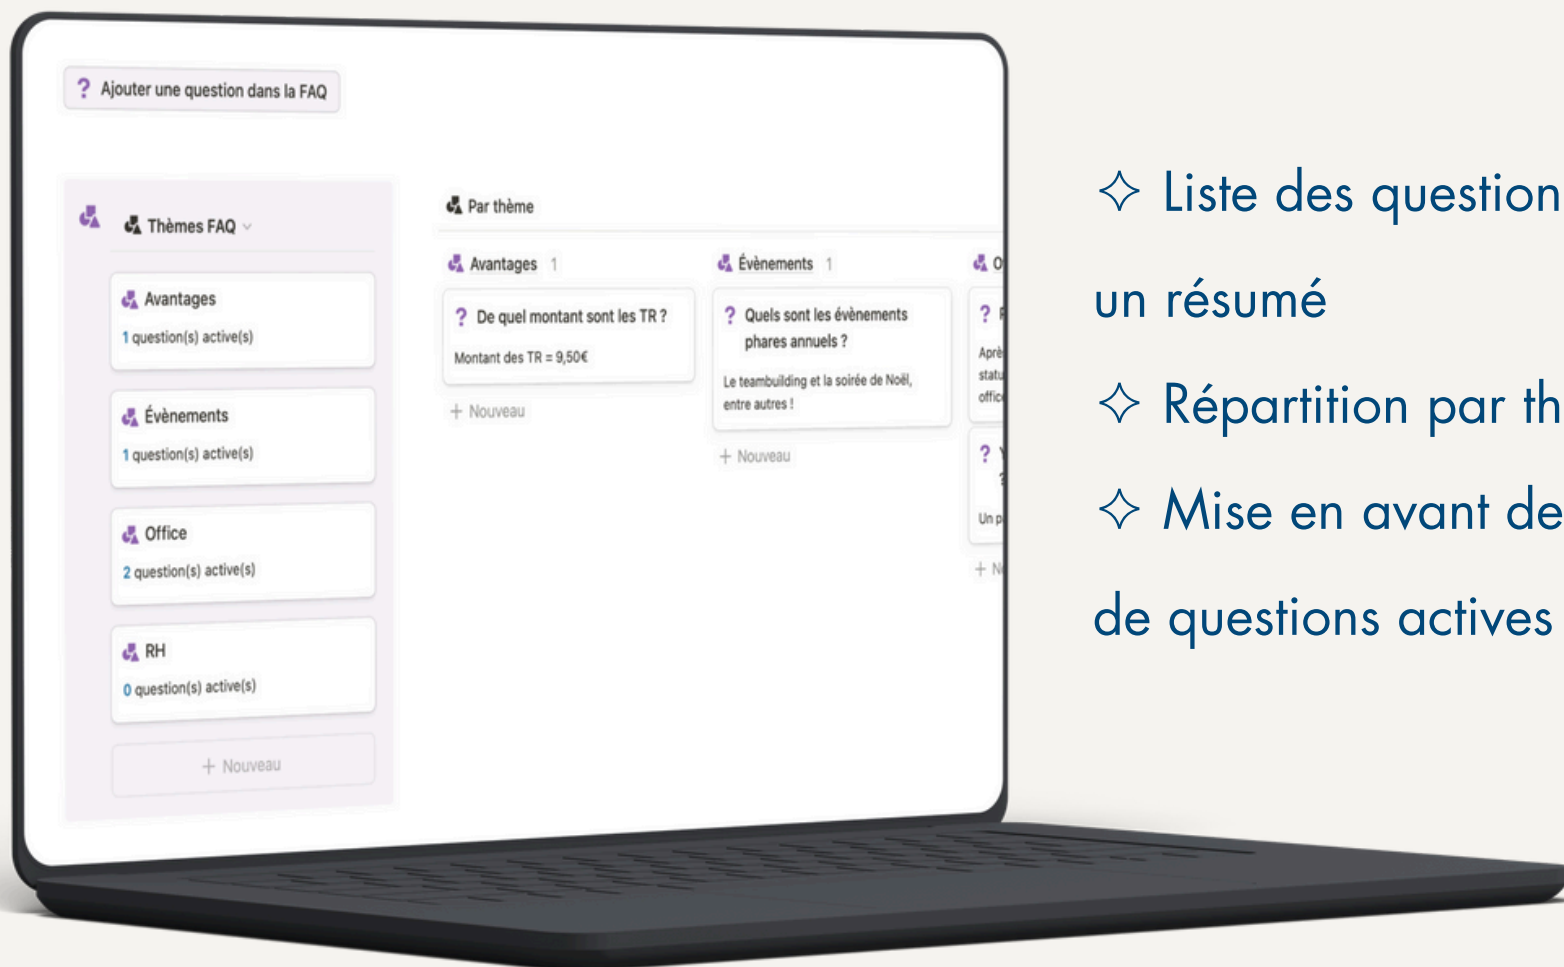 ? Ajouter une question dans la FAQ
Thèmes FAQ
Avantages
1 question(s) active(s)
Évènements
1 question(s) active(s)
Office
2 question(s) active(s)
RH
0 question(s) active(s)
+ Nouveau
Par thème
Avantages 1
? De quel montant sont les TR ?
Montant des TR = 9,50€
+ Nouveau
Évènements 1
? Quels sont les évènements
phares annuels ?
Le teambuilding et la soirée de Noël,
entre autres !
+ Nouveau
?
?
?
Un
+
✧ Liste des question
un résumé
✧ Répartition par th
✧ Mise en avant de
de questions actives